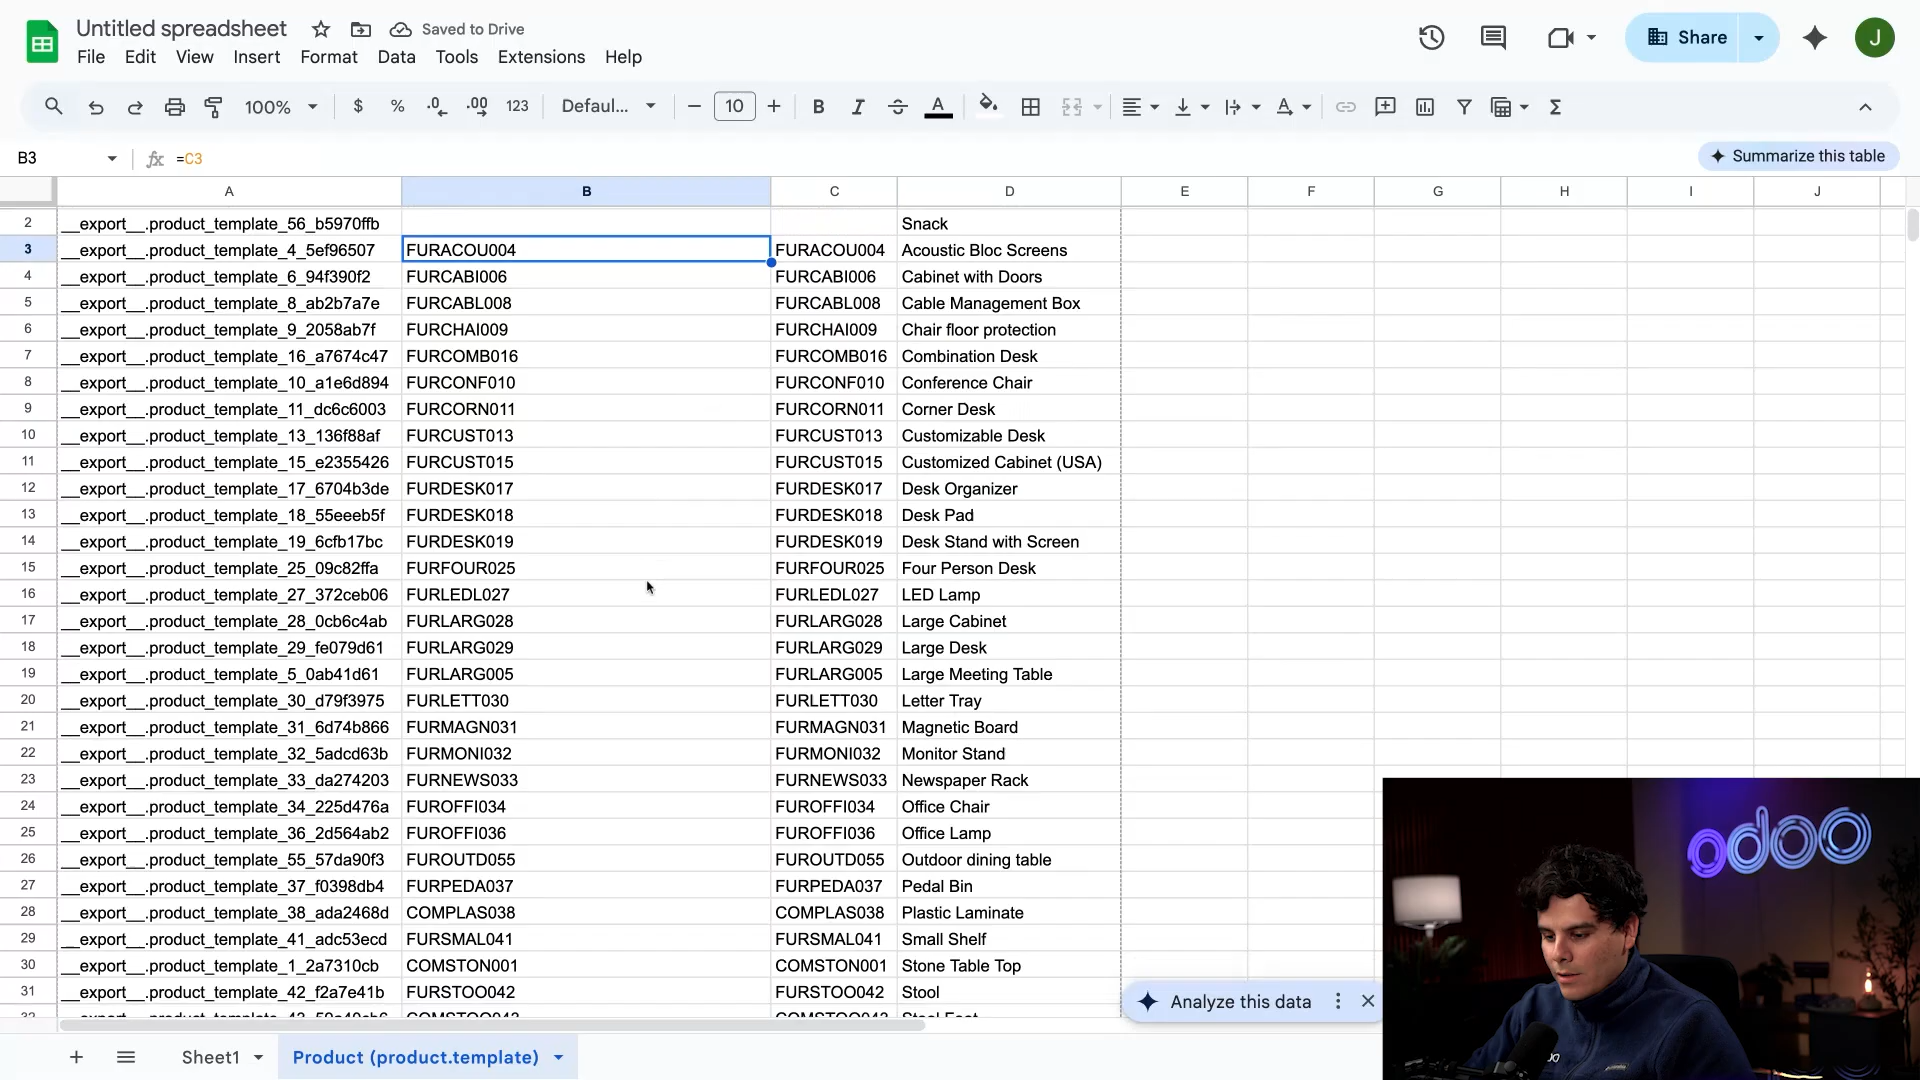 Untitled spreadsheet
Saved to Drive
File Edit View Insert Format Data Tools Extensions Help
Share
J
100%
$ % .0 .00 123
Defaul...
10
B I A
B3
fx =C3
Summarize this table
A B C D E F G H I J
2 __export__.product_template_56_b5970ffb Snack
3 __export__.product_template_4_5ef96507 FURACOU004 FURACOU004 Acoustic Bloc Screens
4 __export__.product_template_6_94f390f2 FURCABI006 FURCABI006 Cabinet with Doors
5 __export__.product_template_8_ab2b7a7e FURCABL008 FURCABL008 Cable Management Box
6 __export__.product_template_9_2058ab7f FURCHAI009 FURCHAI009 Chair floor protection
7 __export__.product_template_16_a7674c47 FURCOMB016 FURCOMB016 Combination Desk
8 __export__.product_template_10_a1e6d894 FURCONF010 FURCONF010 Conference Chair
9 __export__.product_template_11_dc6c6003 FURCORN011 FURCORN011 Corner Desk
10 __export__.product_template_13_136f88af FURCUST013 FURCUST013 Customizable Desk
11 __export__.product_template_15_e2355426 FURCUST015 FURCUST015 Customized Cabinet (USA)
12 __export__.product_template_17_6704b3de FURDESK017 FURDESK017 Desk Organizer
13 __export__.product_template_18_55eeeb5f FURDESK018 FURDESK018 Desk Pad
14 __export__.product_template_19_6cfb17bc FURDESK019 FURDESK019 Desk Stand with Screen
15 __export__.product_template_25_09c82ffa FURFOUR025 FURFOUR025 Four Person Desk
16 __export__.product_template_27_372ceb06 FURLEDL027 FURLEDL027 LED Lamp
17 __export__.product_template_28_0cb6c4ab FURLARG028 FURLARG028 Large Cabinet
18 __export__.product_template_29_fe079d61 FURLARG029 FURLARG029 Large Desk
19 __export__.product_template_5_0ab41d61 FURLARG005 FURLARG005 Large Meeting Table
20 __export__.product_template_30_d79f3975 FURLETT030 FURLETT030 Letter Tray
21 __export__.product_template_31_6d74b866 FURMAGN031 FURMAGN031 Magnetic Board
22 __export__.product_template_32_5adcd63b FURMONI032 FURMONI032 Monitor Stand
23 __export__.product_template_33_da274203 FURNEWS033 FURNEWS033 Newspaper Rack
24 __export__.product_template_34_225d476a FUROFFI034 FUROFFI034 Office Chair
25 __export__.product_template_36_2d564ab2 FUROFFI036 FUROFFI036 Office Lamp
26 __export__.product_template_55_57da90f3 FUROUTD055 FUROUTD055 Outdoor dining table
27 __export__.product_template_37_f0398db4 FURPEDA037 FURPEDA037 Pedal Bin
28 __export__.product_template_38_ada2468d COMPLAS038 COMPLAS038 Plastic Laminate
29 __export__.product_template_41_adc53ecd FURSMAL041 FURSMAL041 Small Shelf
30 __export__.product_template_1_2a7310cb COMSTON001 COMSTON001 Stone Table Top
31 __export__.product_template_42_f2a7e41b FURSTOO042 FURSTOO042 Stool
Analyze this data
odoo
Sheet1
Product (product.template)